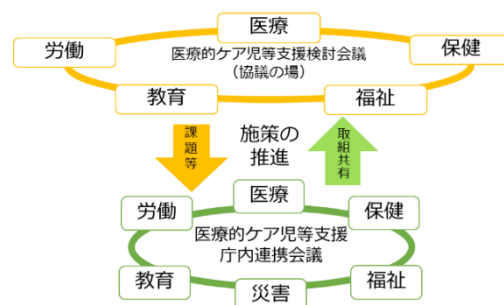 医療
労働
保健
医療的ケア児等支援検討会議
（協議の場）
教育
福祉
課題等
施策の
推進
取組共有
医療
労働
保健
医療的ケア児等支援
庁内連携会議
教育
福祉
災害